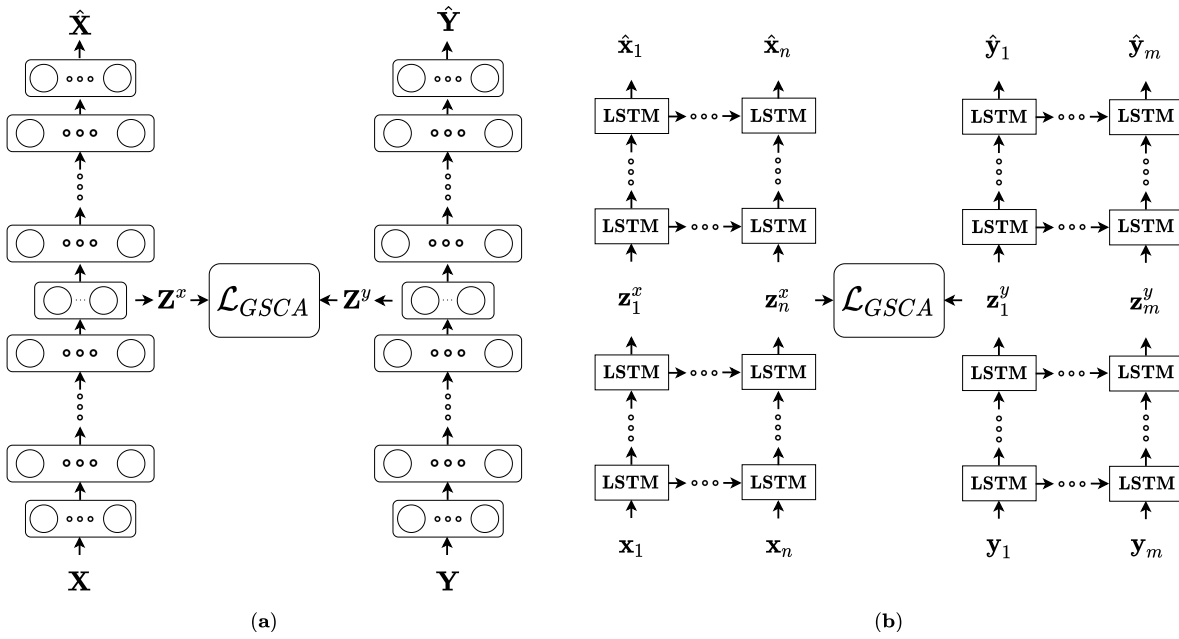 X̂ Ŷ
x̂₁ x̂ₙ ŷ₁ ŷₘ
LSTM LSTM LSTM LSTM
LSTM LSTM LSTM LSTM
Zˣ ℒ_GSCA Zʸ
z₁ˣ zₙˣ ℒ_GSCA z₁ʸ zₘʸ
LSTM LSTM LSTM LSTM
LSTM LSTM LSTM LSTM
x₁ xₙ y₁ yₘ
X Y
(a) (b)